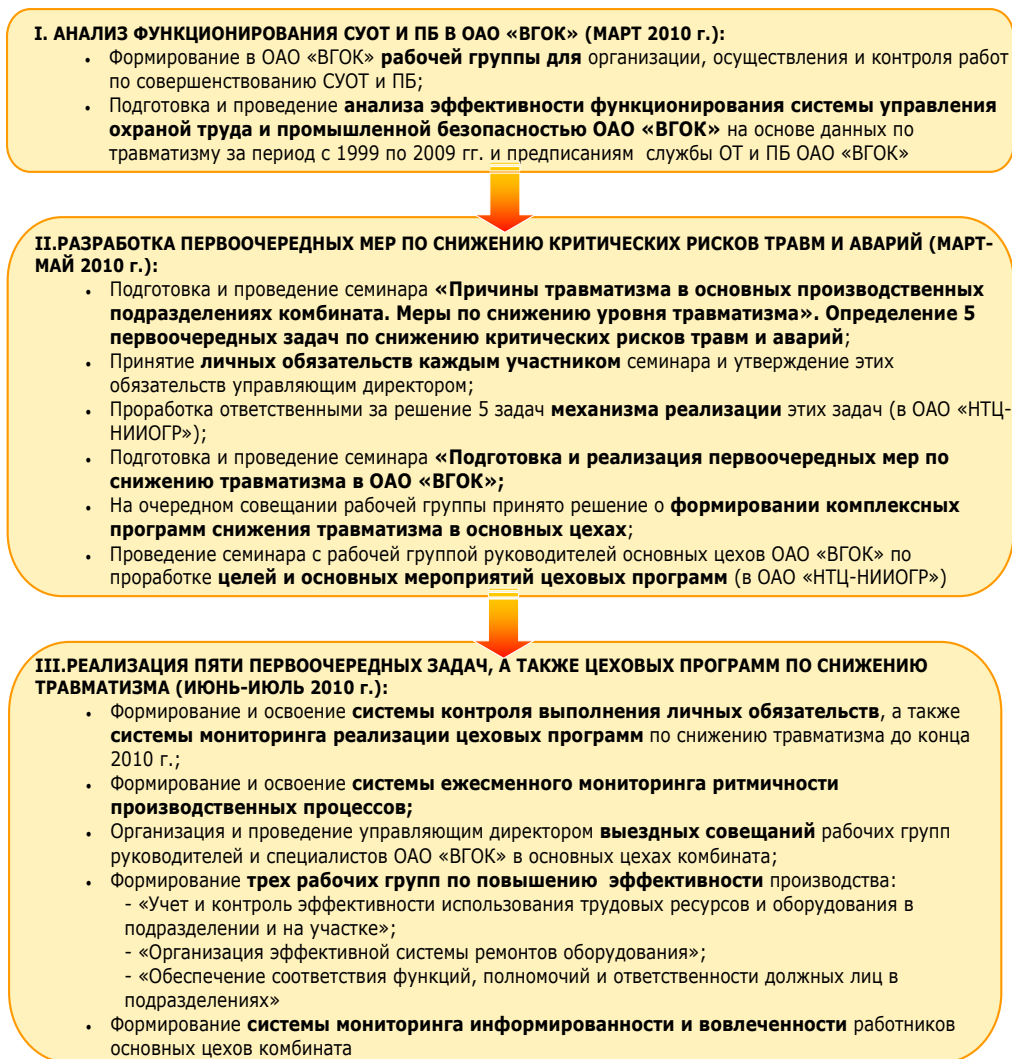 I. АНАЛИЗ ФУНКЦИОНИРОВАНИЯ СУОТ И ПБ В ОАО «ВГОК» (МАРТ 2010 г.):
• Формирование в ОАО «ВГОК» рабочей группы для организации, осуществления и контроля работ
по совершенствованию СУОТ и ПБ;
• Подготовка и проведение анализа эффективности функционирования системы управления
охраной труда и промышленной безопасностью ОАО «ВГОК» на основе данных по
травматизму за период с 1999 по 2009 гг. и предписаниям службы ОТ и ПБ ОАО «ВГОК»
II.РАЗРАБОТКА ПЕРВООЧЕРЕДНЫХ МЕР ПО СНИЖЕНИЮ КРИТИЧЕСКИХ РИСКОВ ТРАВМ И АВАРИЙ (МАРТ-
МАЙ 2010 г.):
• Подготовка и проведение семинара «Причины травматизма в основных производственных
подразделениях комбината. Меры по снижению уровня травматизма». Определение 5
первоочередных задач по снижению критических рисков травм и аварий;
• Принятие личных обязательств каждым участником семинара и утверждение этих
обязательств управляющим директором;
• Проработка ответственными за решение 5 задач механизма реализации этих задач (в ОАО «НТЦ-
НИИОГР»);
• Подготовка и проведение семинара «Подготовка и реализация первоочередных мер по
снижению травматизма в ОАО «ВГОК»;
• На очередном совещании рабочей группы принято решение о формировании комплексных
программ снижения травматизма в основных цехах;
• Проведение семинара с рабочей группой руководителей основных цехов ОАО «ВГОК» по
проработке целей и основных мероприятий цеховых программ (в ОАО «НТЦ-НИИОГР»)
III.РЕАЛИЗАЦИЯ ПЯТИ ПЕРВООЧЕРЕДНЫХ ЗАДАЧ, А ТАКЖЕ ЦЕХОВЫХ ПРОГРАММ ПО СНИЖЕНИЮ
ТРАВМАТИЗМА (ИЮНЬ-ИЮЛЬ 2010 г.):
• Формирование и освоение системы контроля выполнения личных обязательств, а также
системы мониторинга реализации цеховых программ по снижению травматизма до конца
2010 г.;
• Формирование и освоение системы ежесменного мониторинга ритмичности
производственных процессов;
• Организация и проведение управляющим директором выездных совещаний рабочих групп
руководителей и специалистов ОАО «ВГОК» в основных цехах комбината;
• Формирование трех рабочих групп по повышению эффективности производства:
- «Учет и контроль эффективности использования трудовых ресурсов и оборудования в
подразделении и на участке»;
- «Организация эффективной системы ремонтов оборудования»;
- «Обеспечение соответствия функций, полномочий и ответственности должных лиц в
подразделениях»
• Формирование системы мониторинга информированности и вовлеченности работников
основных цехов комбината